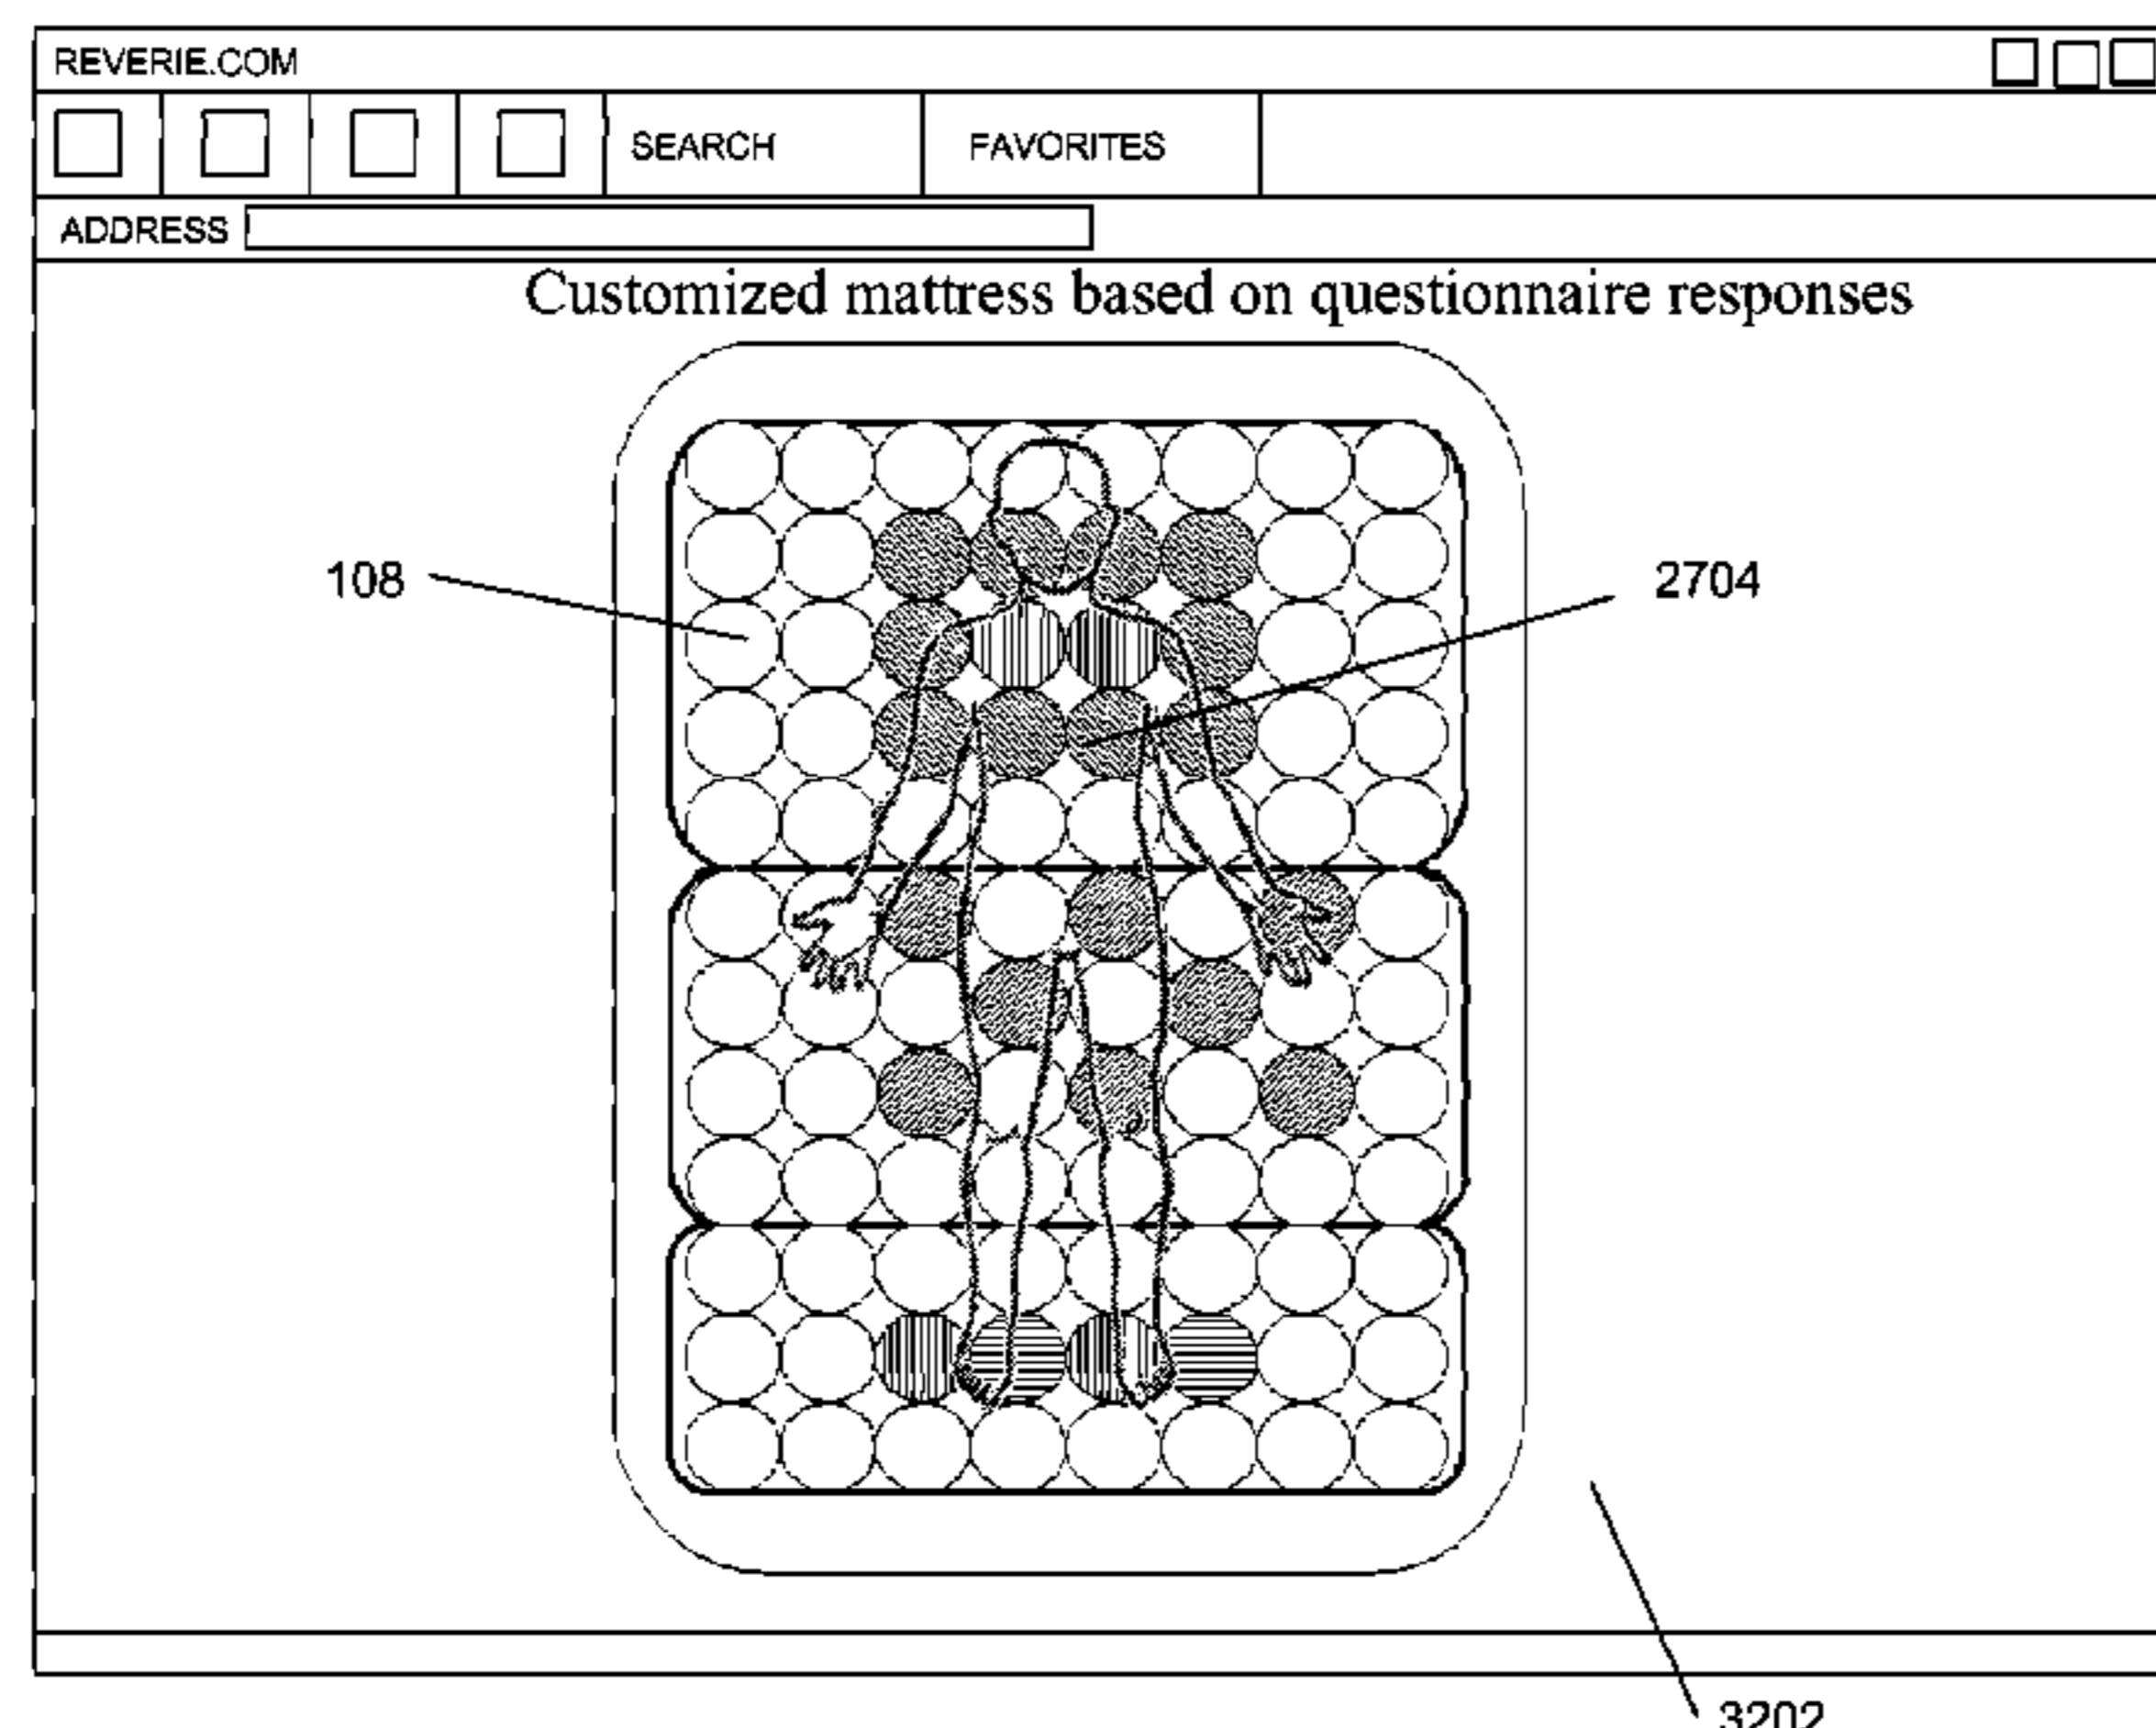 REVERIE.COM
SEARCH FAVORITES
ADDRESS
Customized mattress based on questionnaire responses
108
2704
3202